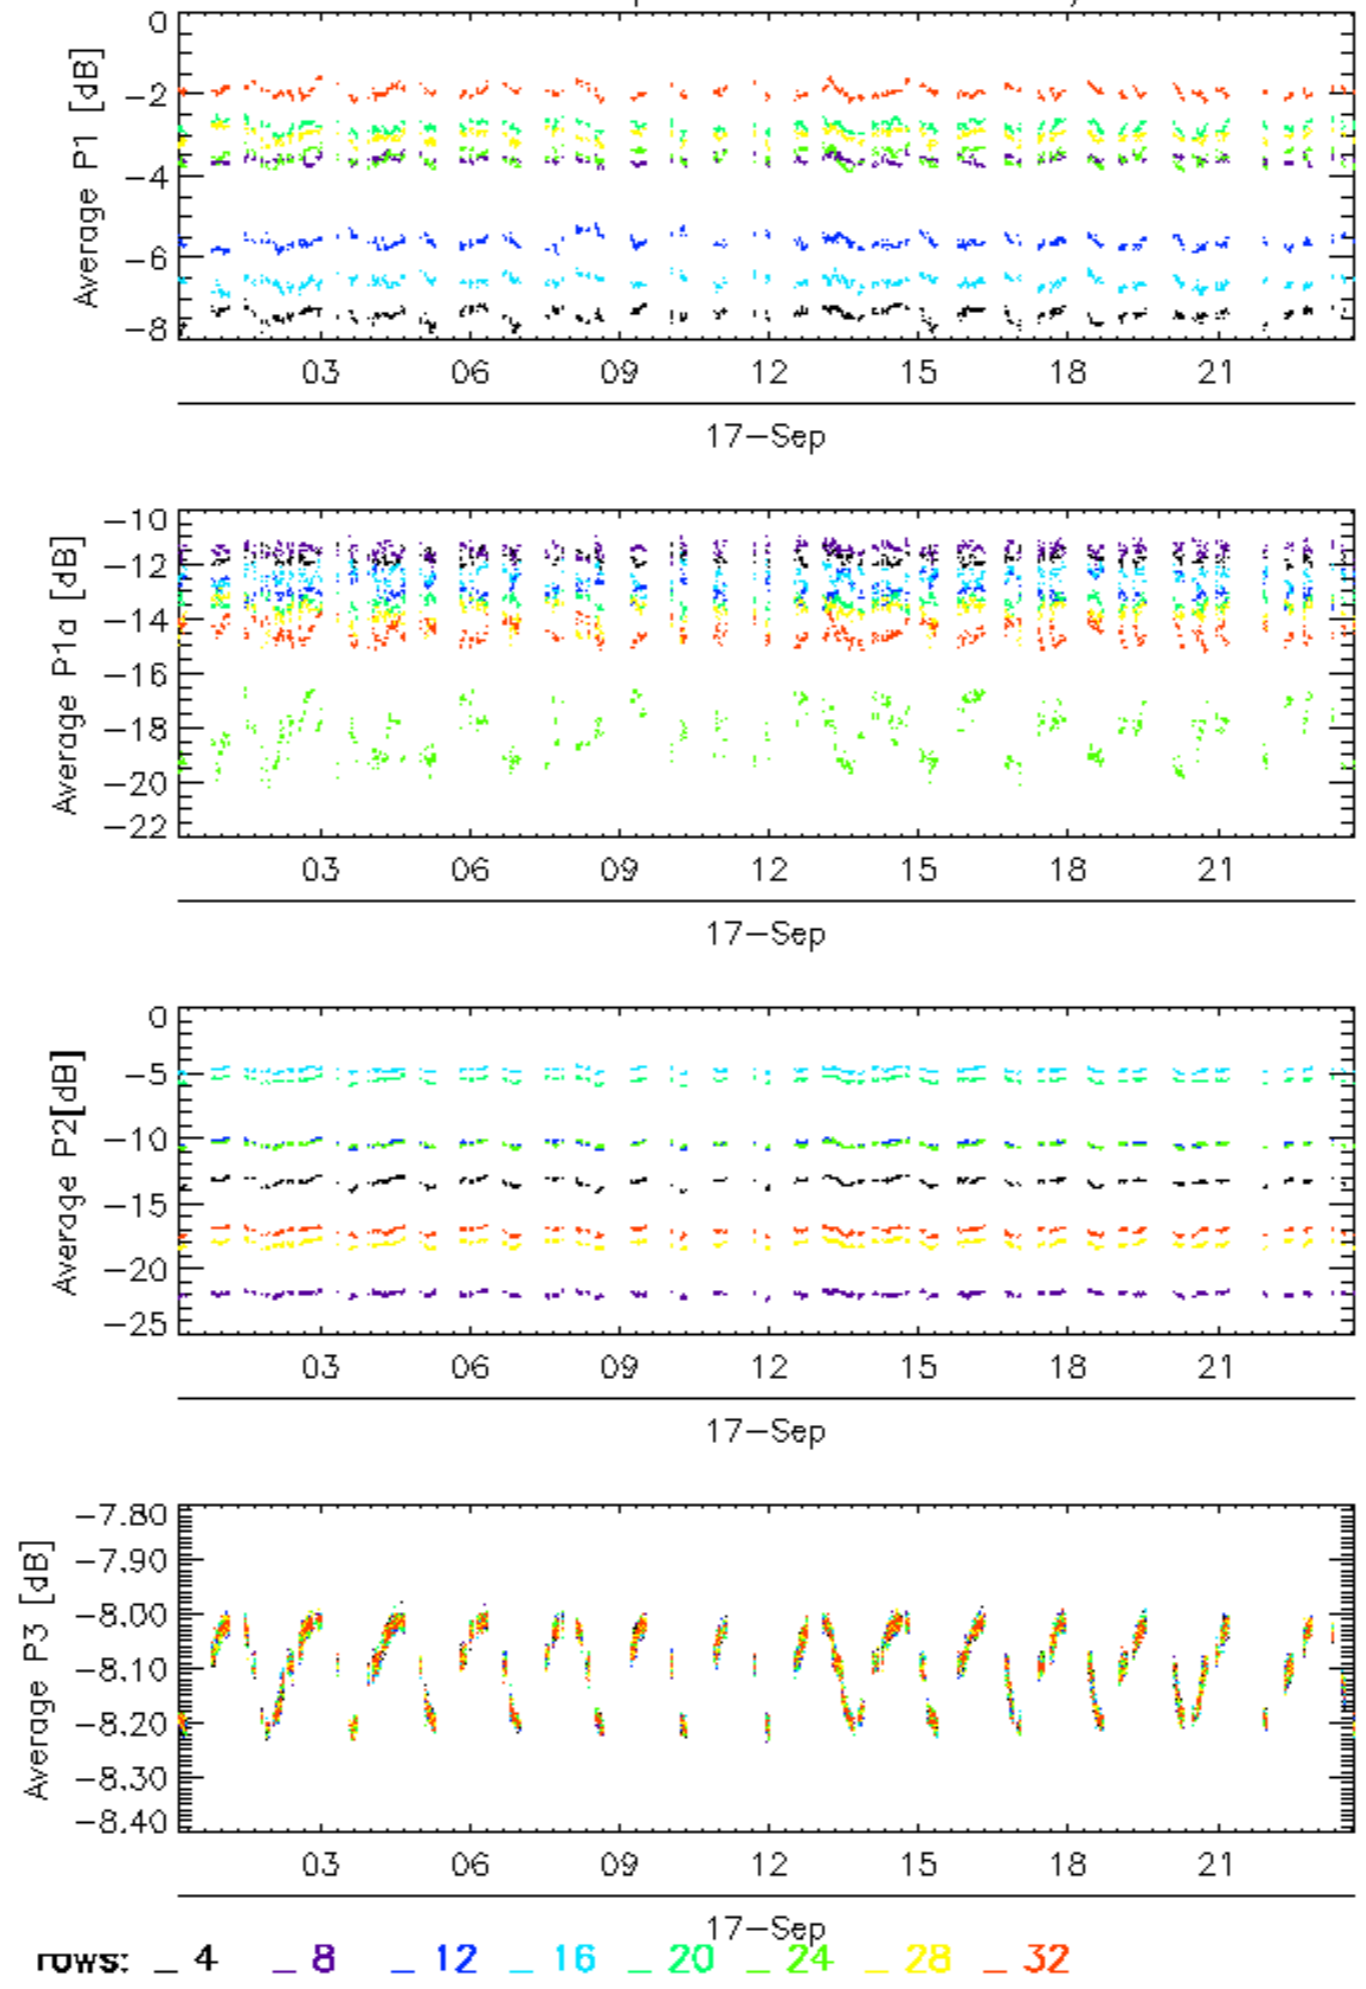 0
−2
−4
−6
−8
Average P1 [dB]
03 06 09 12 15 18 21
17−Sep
−10
−12
−14
−16
−18
−20
−22
Average P1a [dB]
03 06 09 12 15 18 21
17−Sep
0
−5
−10
−15
−20
−25
Average P2[dB]
03 06 09 12 15 18 21
17−Sep
−7.80
−7.90
−8.00
−8.10
−8.20
−8.30
−8.40
Average P3 [dB]
03 06 09 12 15 18 21
17−Sep
rows: _ 4 _ 8 _ 12 _ 16 _ 20 _ 24 _ 28 _ 32